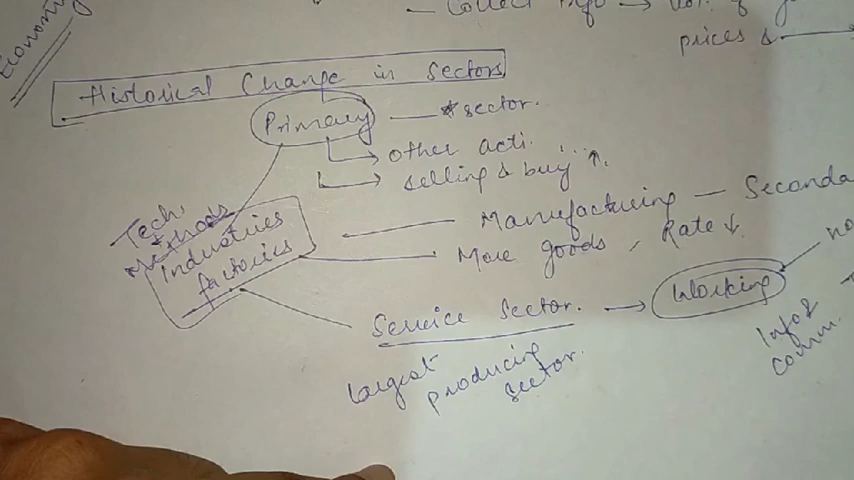 Economy
– Collect info →
prices &
Historical Change in Sectors
Primary — * sector.
other acti. ...
selling & buy ↑.
Tech.
Methods
Industries
factories
Manufacturing — Seconda
More goods, Rate ↓.
Service Sector. → Working
no
Info &
comm.
largest
producing
sector.